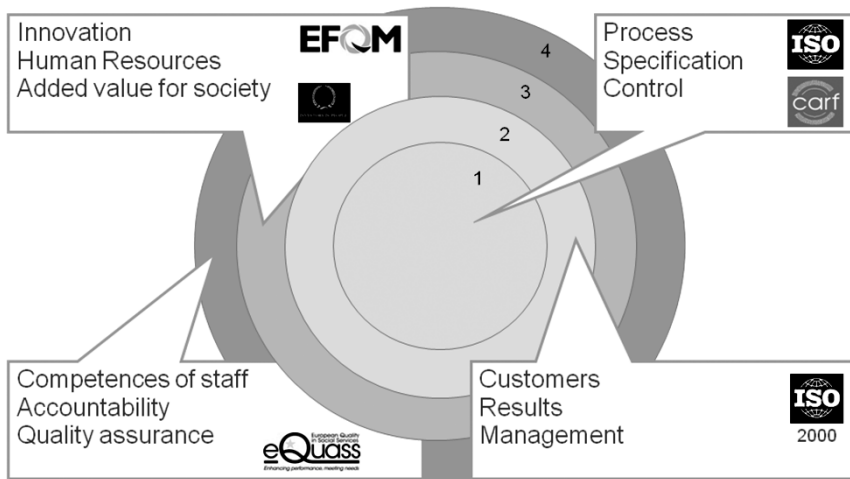 Innovation
Human Resources
Added value for society
EFQM
Process
Specification
Control
ISO
carf
4
3
2
1
Competences of staff
Accountability
Quality assurance
European Quality
in Social Services
eQuass
Enhancing performance, meeting needs
Customers
Results
Management
ISO
2000